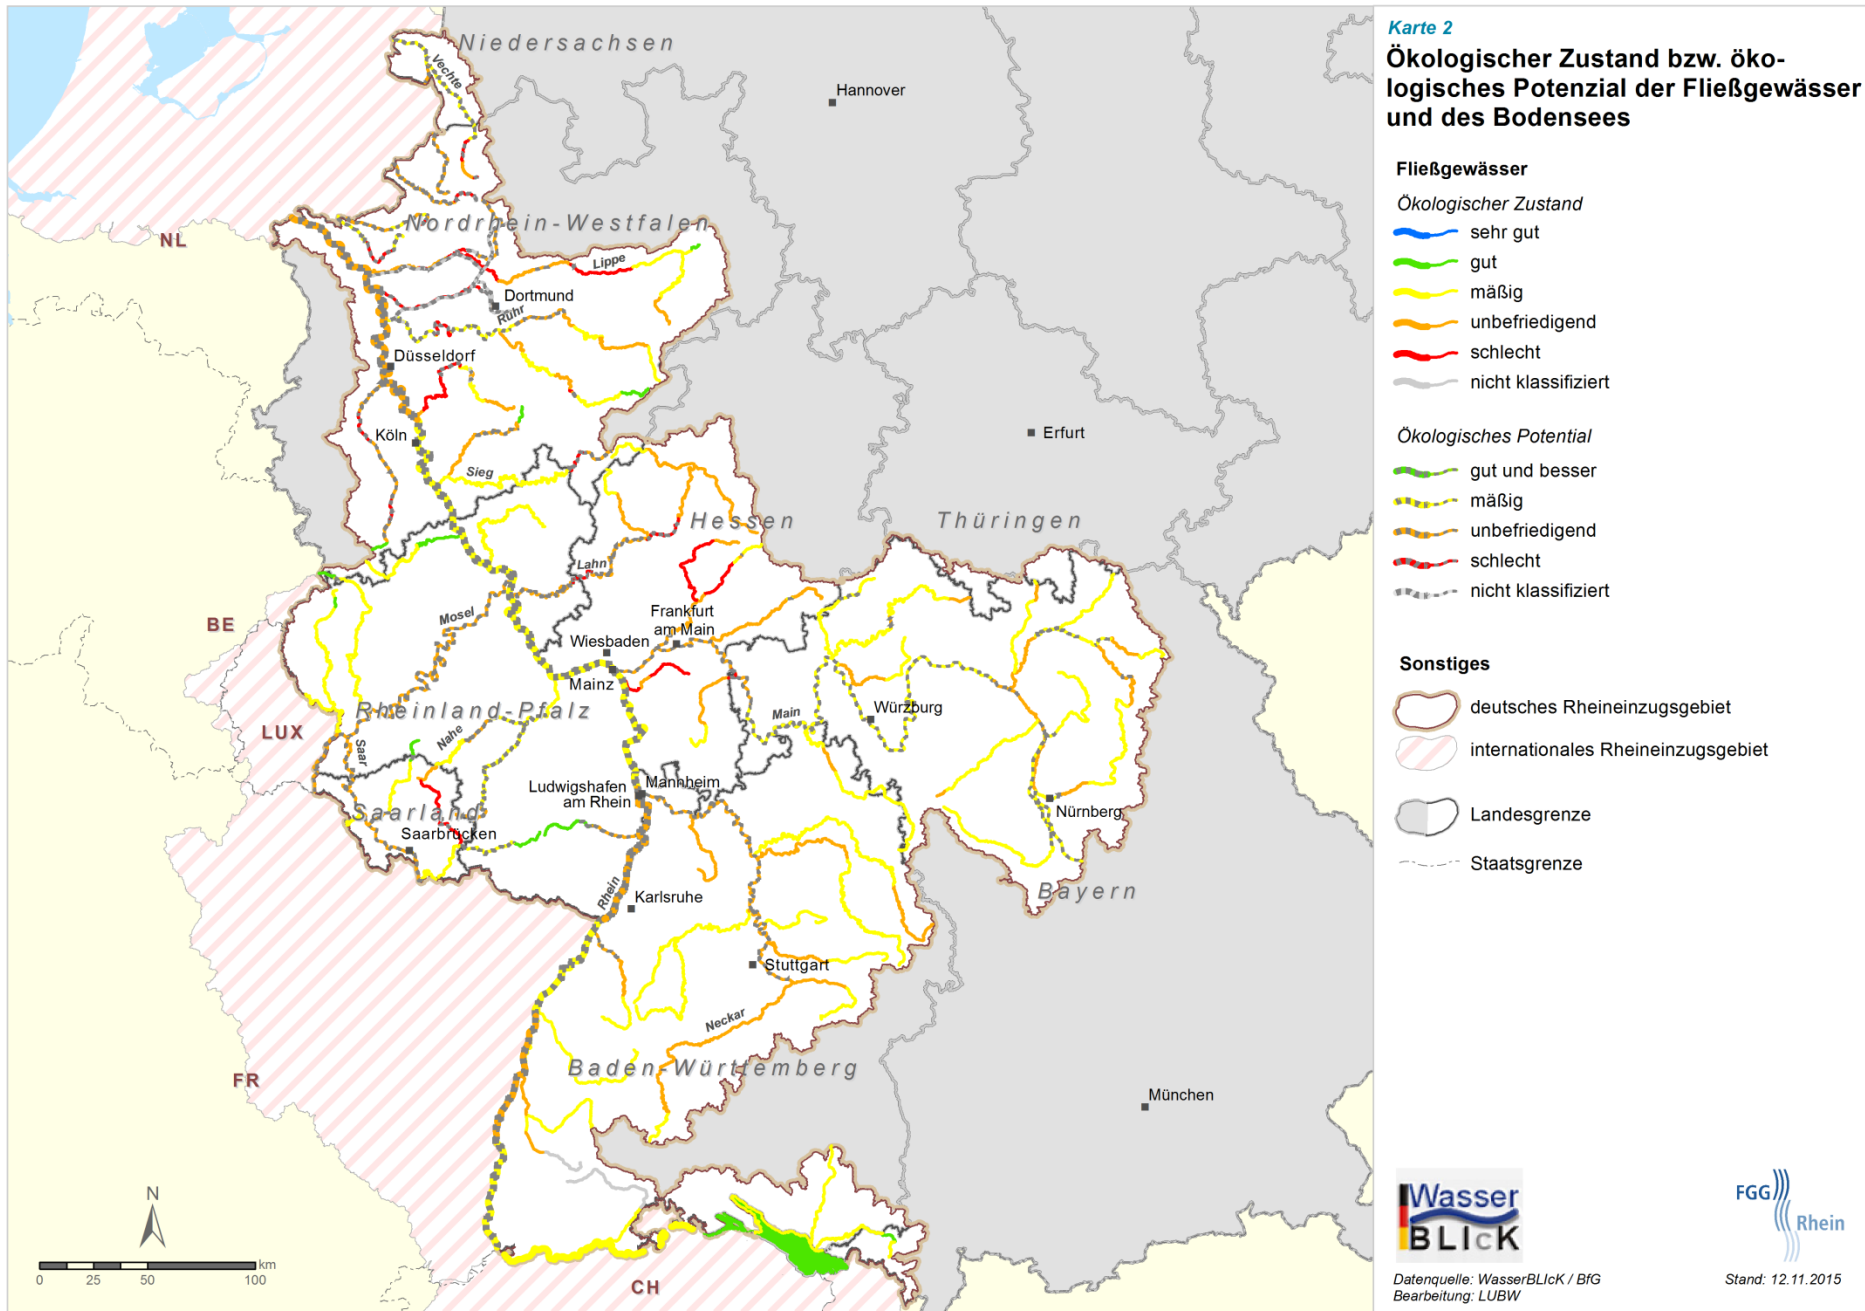 Karte 2
Ökologischer Zustand bzw. öko-
logisches Potenzial der Fließgewässer
und des Bodensees
Fließgewässer
Ökologischer Zustand
sehr gut
gut
mäßig
unbefriedigend
schlecht
nicht klassifiziert
Ökologisches Potential
gut und besser
mäßig
unbefriedigend
schlecht
nicht klassifiziert
Sonstiges
deutsches Rheineinzugsgebiet
internationales Rheineinzugsgebiet
Landesgrenze
Staatsgrenze
Wasser
BLIcK
FGG
Rhein
Datenquelle: WasserBLIcK / BfG
Bearbeitung: LUBW
Stand: 12.11.2015
Niedersachsen
Vechte
Hannover
Nordrhein-Westfalen
NL
Lippe
Dortmund
Ruhr
Düsseldorf
Köln
Erfurt
Sieg
Hessen
Thüringen
Lahn
Mosel
Frankfurt
am Main
BE
Wiesbaden
Mainz
Rheinland-Pfalz
Würzburg
Main
LUX
Saar
Nahe
Ludwigshafen
am Rhein
Mannheim
Saarland
Saarbrücken
Nürnberg
Rhein
Karlsruhe
Bayern
Stuttgart
Neckar
Baden-Württemberg
FR
München
N
km
0 25 50 100
CH